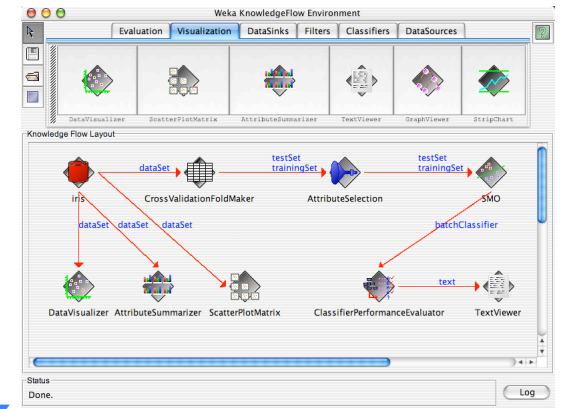 Weka KnowledgeFlow Environment
Evaluation Visualization DataSinks Filters Classifiers DataSources
DataVisualizer ScatterPlotMatrix AttributeSummarizer TextViewer GraphViewer StripChart
Knowledge Flow Layout
testSet testSet
dataSet trainingSet trainingSet
iris CrossValidationFoldMaker AttributeSelection SMO
dataSet dataSet dataSet batchClassifier
text
DataVisualizer AttributeSummarizer ScatterPlotMatrix ClassifierPerformanceEvaluator TextViewer
Status
Done.
Log